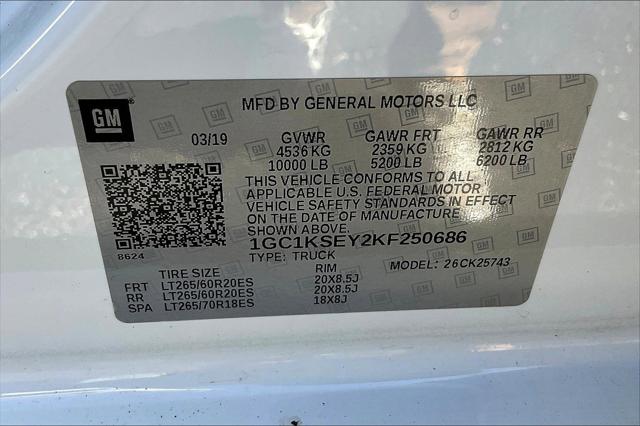 GM
MFD BY GENERAL MOTORS LLC
03/19 GVWR GAWR FRT GAWR RR
4536 KG 2359 KG 2812 KG
10000 LB 5200 LB 6200 LB
THIS VEHICLE CONFORMS TO ALL
APPLICABLE U.S. FEDERAL MOTOR
VEHICLE SAFETY STANDARDS IN EFFECT
ON THE DATE OF MANUFACTURE
SHOWN ABOVE.
1GC1KSEY2KF250686
8624 TYPE: TRUCK MODEL: 26CK25743
TIRE SIZE RIM
FRT LT265/60R20ES 20X8.5J
RR LT265/60R20ES 20X8.5J
SPA LT265/70R18ES 18X8J